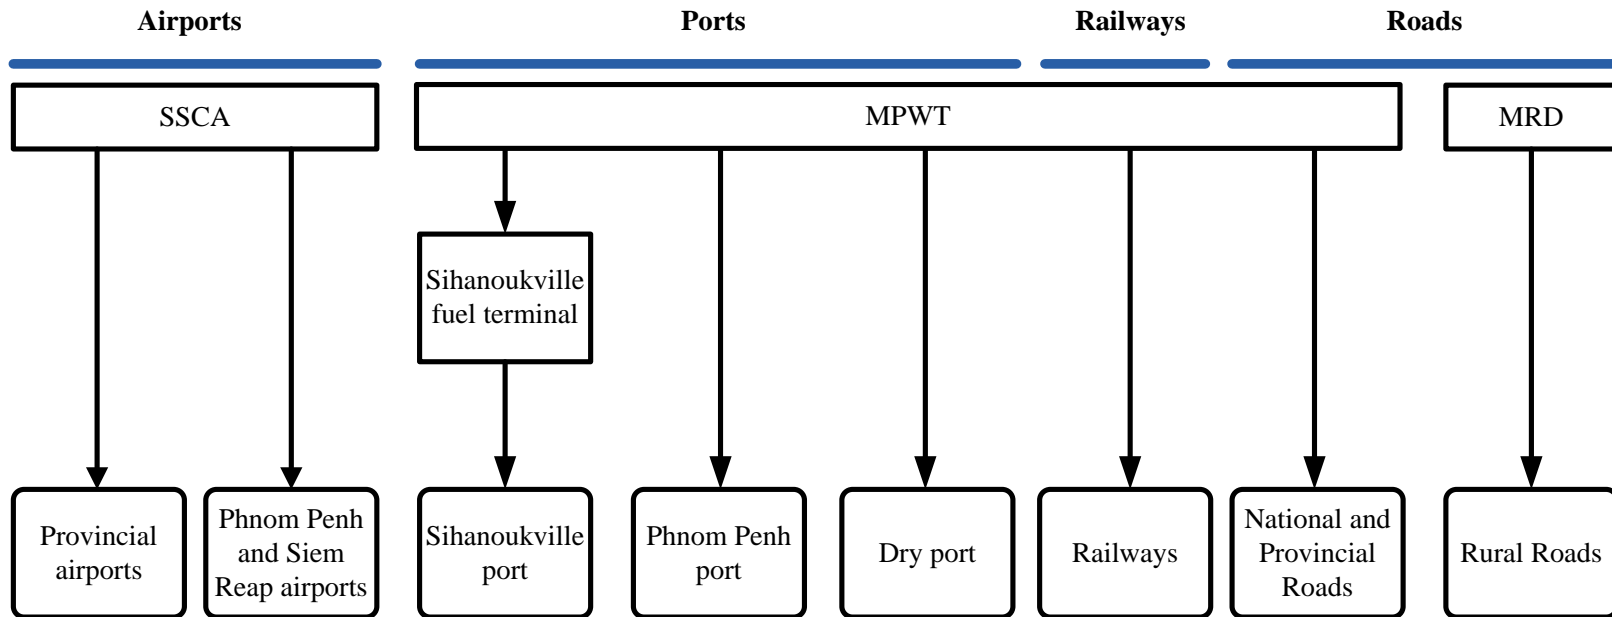 Airports
Ports
Railways
Roads
SSCA
MPWT
MRD
Sihanoukville
fuel terminal
Provincial
airports
Phnom Penh
and Siem
Reap airports
Sihanoukville
port
Phnom Penh
port
Dry port
Railways
National and
Provincial
Roads
Rural Roads